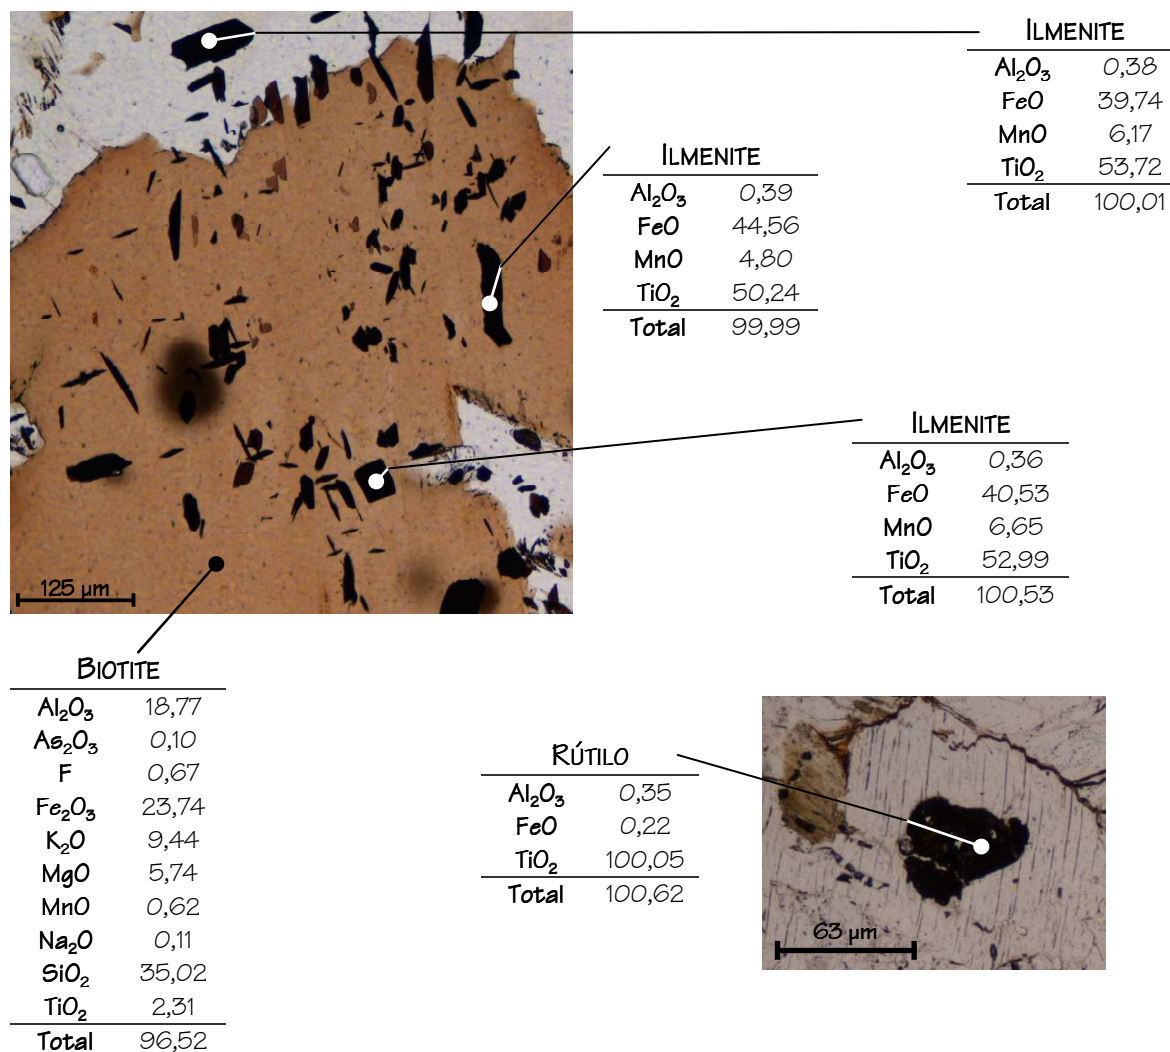 ILMENITE
Al₂O₃ 0,38
FeO 39,74
MnO 6,17
TiO₂ 53,72
Total 100,01
ILMENITE
Al₂O₃ 0,39
FeO 44,56
MnO 4,80
TiO₂ 50,24
Total 99,99
ILMENITE
Al₂O₃ 0,36
FeO 40,53
MnO 6,65
TiO₂ 52,99
Total 100,53
125 µm
BIOTITE
Al₂O₃ 18,77
As₂O₃ 0,10
F 0,67
Fe₂O₃ 23,74
K₂O 9,44
MgO 5,74
MnO 0,62
Na₂O 0,11
SiO₂ 35,02
TiO₂ 2,31
Total 96,52
RÚTILO
Al₂O₃ 0,35
FeO 0,22
TiO₂ 100,05
Total 100,62
63 µm